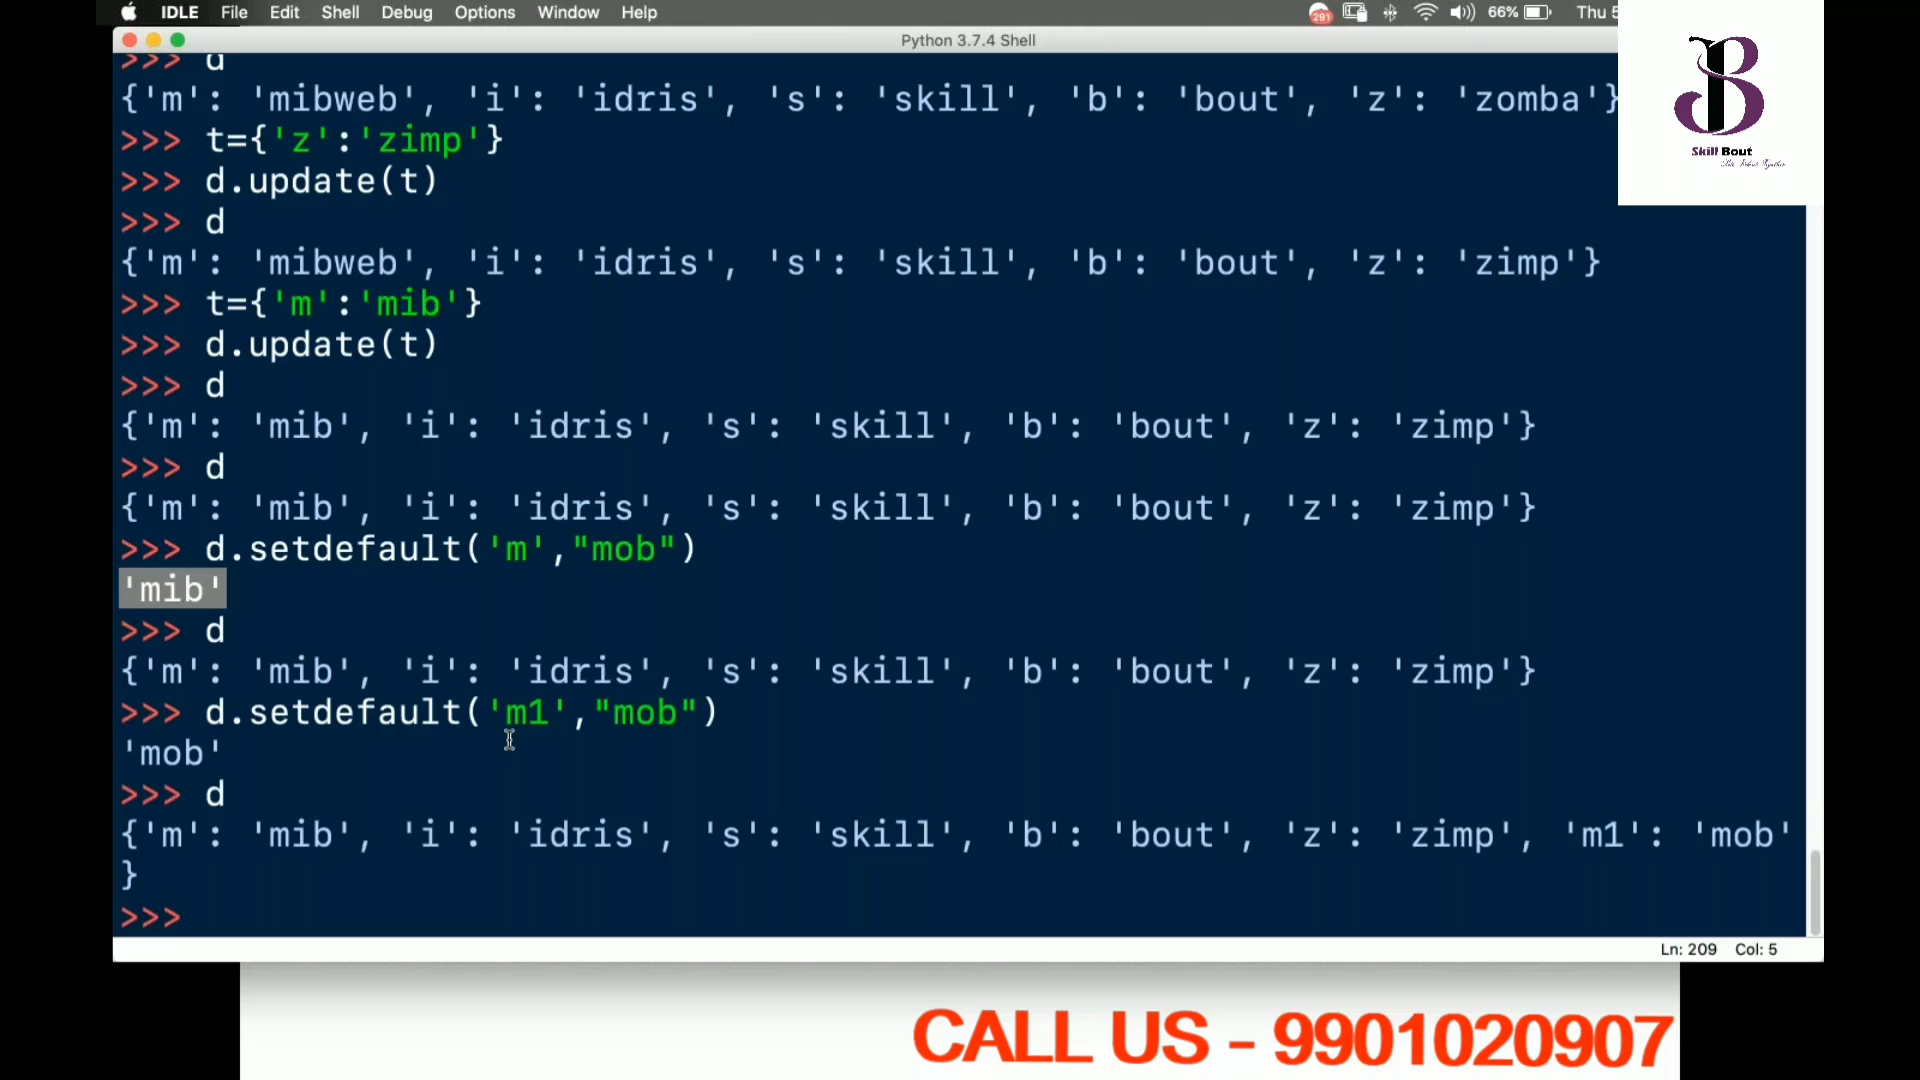 IDLE File Edit Shell Debug Options Window Help 291 66% Thu 5
Python 3.7.4 Shell
>>> d
{'m': 'mibweb', 'i': 'idris', 's': 'skill', 'b': 'bout', 'z': 'zomba'}
>>> t={'z':'zimp'}
>>> d.update(t)
>>> d
{'m': 'mibweb', 'i': 'idris', 's': 'skill', 'b': 'bout', 'z': 'zimp'}
>>> t={'m':'mib'}
>>> d.update(t)
>>> d
{'m': 'mib', 'i': 'idris', 's': 'skill', 'b': 'bout', 'z': 'zimp'}
>>> d
{'m': 'mib', 'i': 'idris', 's': 'skill', 'b': 'bout', 'z': 'zimp'}
>>> d.setdefault('m',"mob")
'mib'
>>> d
{'m': 'mib', 'i': 'idris', 's': 'skill', 'b': 'bout', 'z': 'zimp'}
>>> d.setdefault('m1',"mob")
'mob'
>>> d
{'m': 'mib', 'i': 'idris', 's': 'skill', 'b': 'bout', 'z': 'zimp', 'm1': 'mob'
}
>>>
Ln: 209 Col: 5
Skill Bout
CALL US - 9901020907